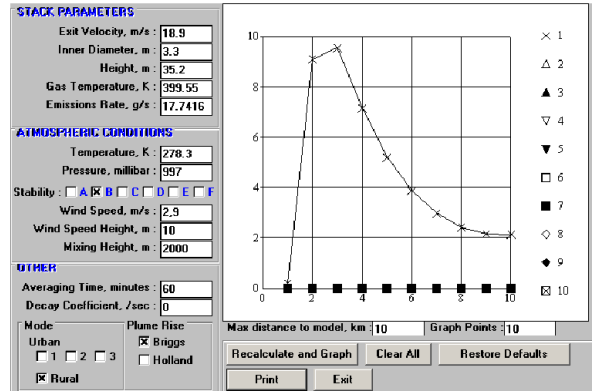 STACK PARAMETERS
Exit Velocity, m/s : 18.9
Inner Diameter, m : 3.3
Height, m : 35.2
Gas Temperature, K : 399.55
Emissions Rate, g/s : 17.7416
ATMOSPHERIC CONDITIONS
Temperature, K : 278.3
Pressure, millibar : 997
Stability : A B C D E F
Wind Speed, m/s : 2,9
Wind Speed Height, m : 10
Mixing Height, m : 2000
OTHER
Averaging Time, minutes : 60
Decay Coefficient, /sec : 0
Mode
Urban
1 2 3
Rural
Plume Rise
Briggs
Holland
10
8
6
4
2
0
0 2 4 6 8 10
1
2
3
4
5
6
7
8
9
10
Max distance to model, km : 10 Graph Points : 10
Recalculate and Graph Clear All Restore Defaults
Print Exit